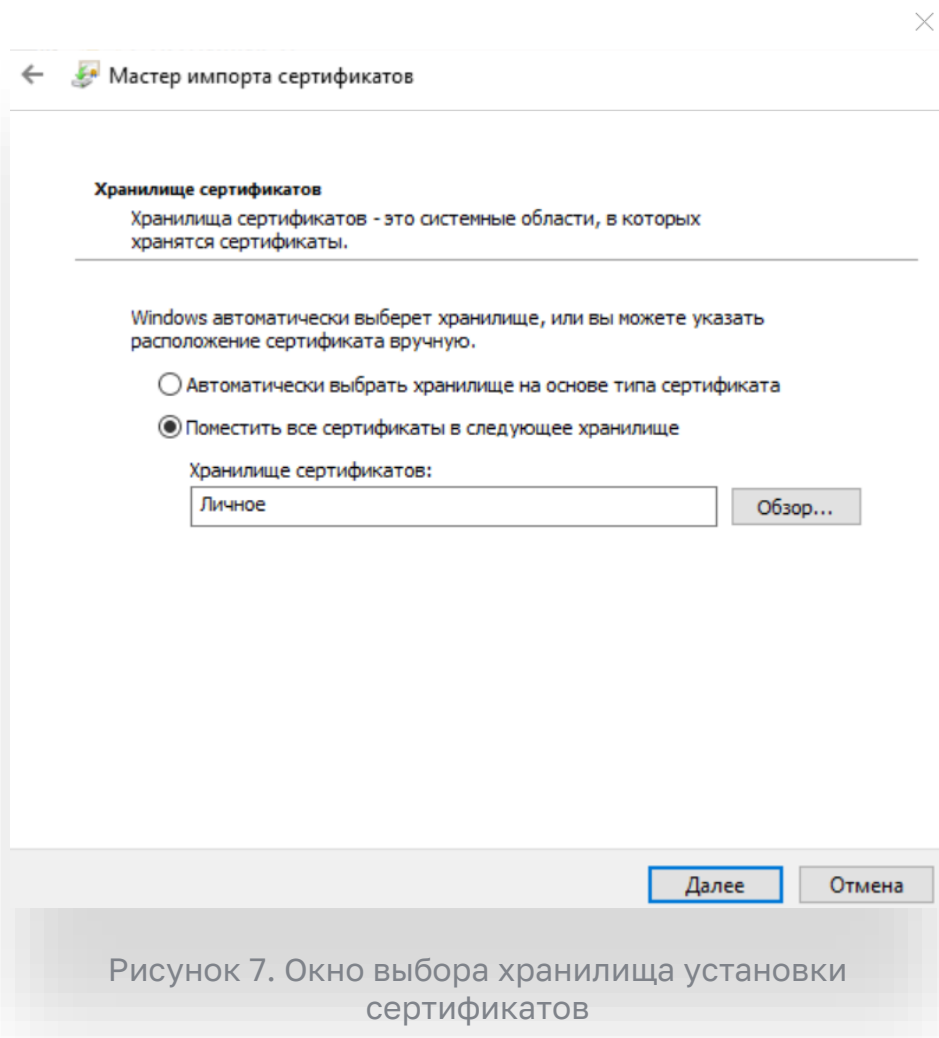 Мастер импорта сертификатов
Хранилище сертификатов
Хранилища сертификатов - это системные области, в которых
хранятся сертификаты.
Windows автоматически выберет хранилище, или вы можете указать
расположение сертификата вручную.
Автоматически выбрать хранилище на основе типа сертификата
Поместить все сертификаты в следующее хранилище
Хранилище сертификатов:
Личное
Обзор...
Далее
Отмена
Рисунок 7. Окно выбора хранилища установки
сертификатов